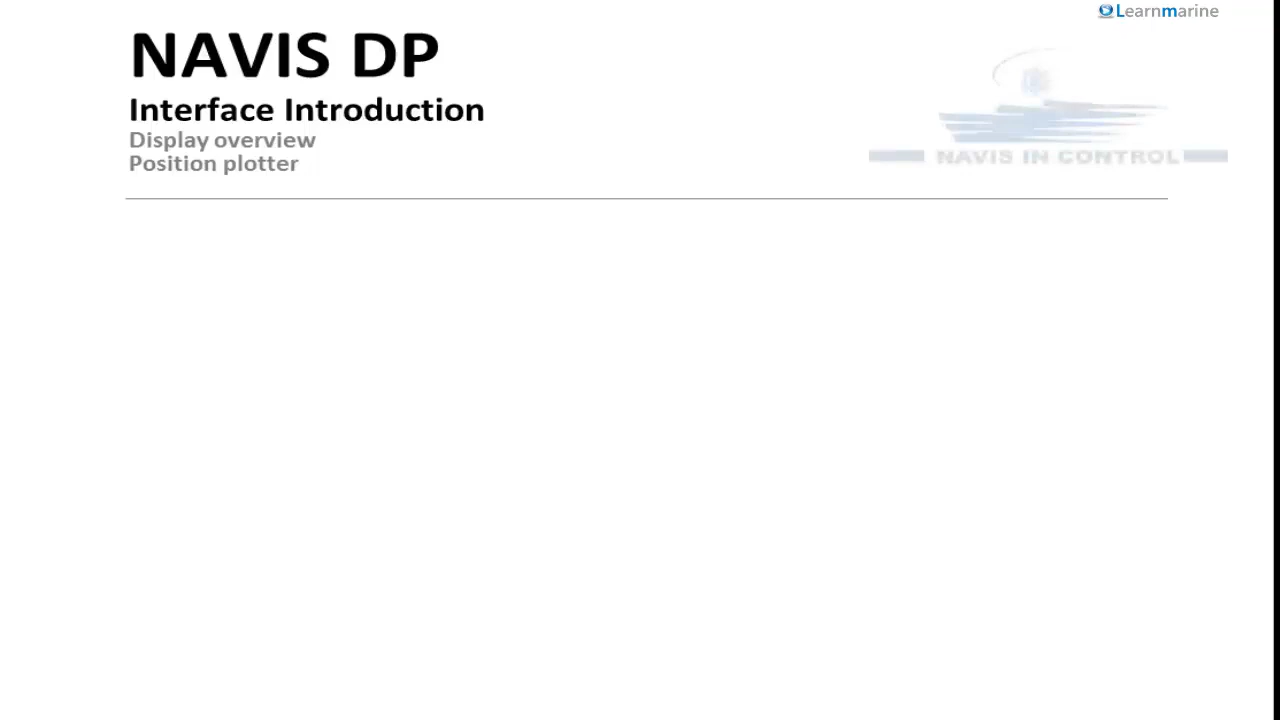 Learnmarine
NAVIS DP
Interface Introduction
Display overview
Position plotter
NAVIS IN CONTROL